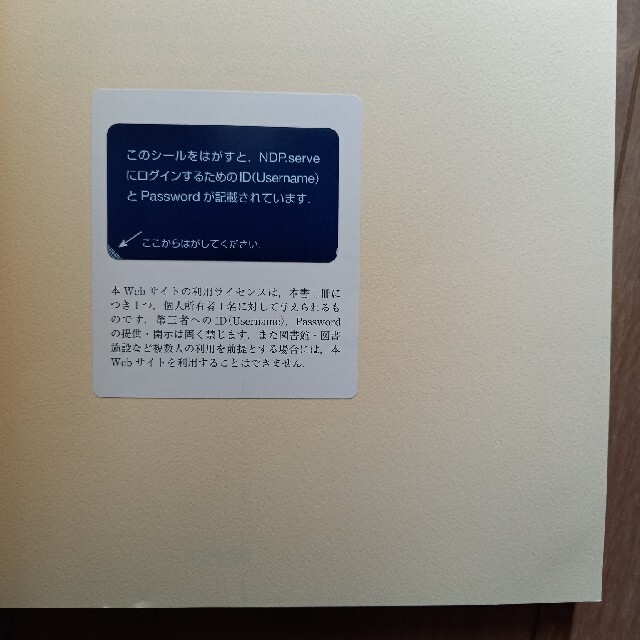 このシールをはがすと，NDP.serve
にログインするためのID(Username)
とPasswordが記載されています．
ここからはがしてください．
本Webサイトの利用ライセンスは，本書一冊に
つき1つ，個人所有者1名に対して与えられるも
のです．第三者へのID(Username)，Password
の提供・開示は固く禁じます．また図書館・図書
施設など複数人の利用を前提とする場合には，本
Webサイトを利用することはできません．